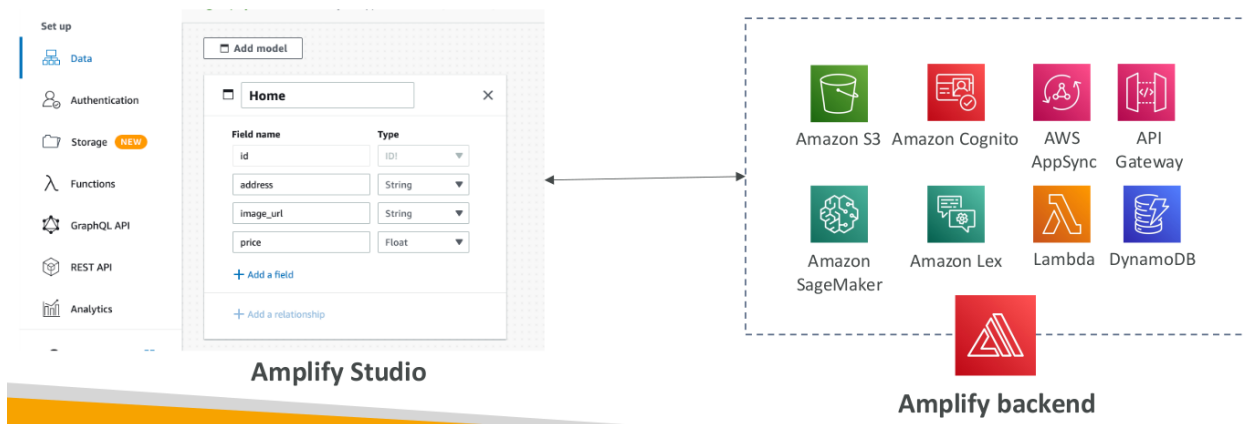 Set up
Data
Authentication
Storage NEW
Functions
GraphQL API
REST API
Analytics
Add model
Home
Field name Type
id ID!
address String
image_url String
price Float
+ Add a field
+ Add a relationship
Amplify Studio
Amazon S3 Amazon Cognito AWS AppSync API Gateway
Amazon SageMaker Amazon Lex Lambda DynamoDB
Amplify backend